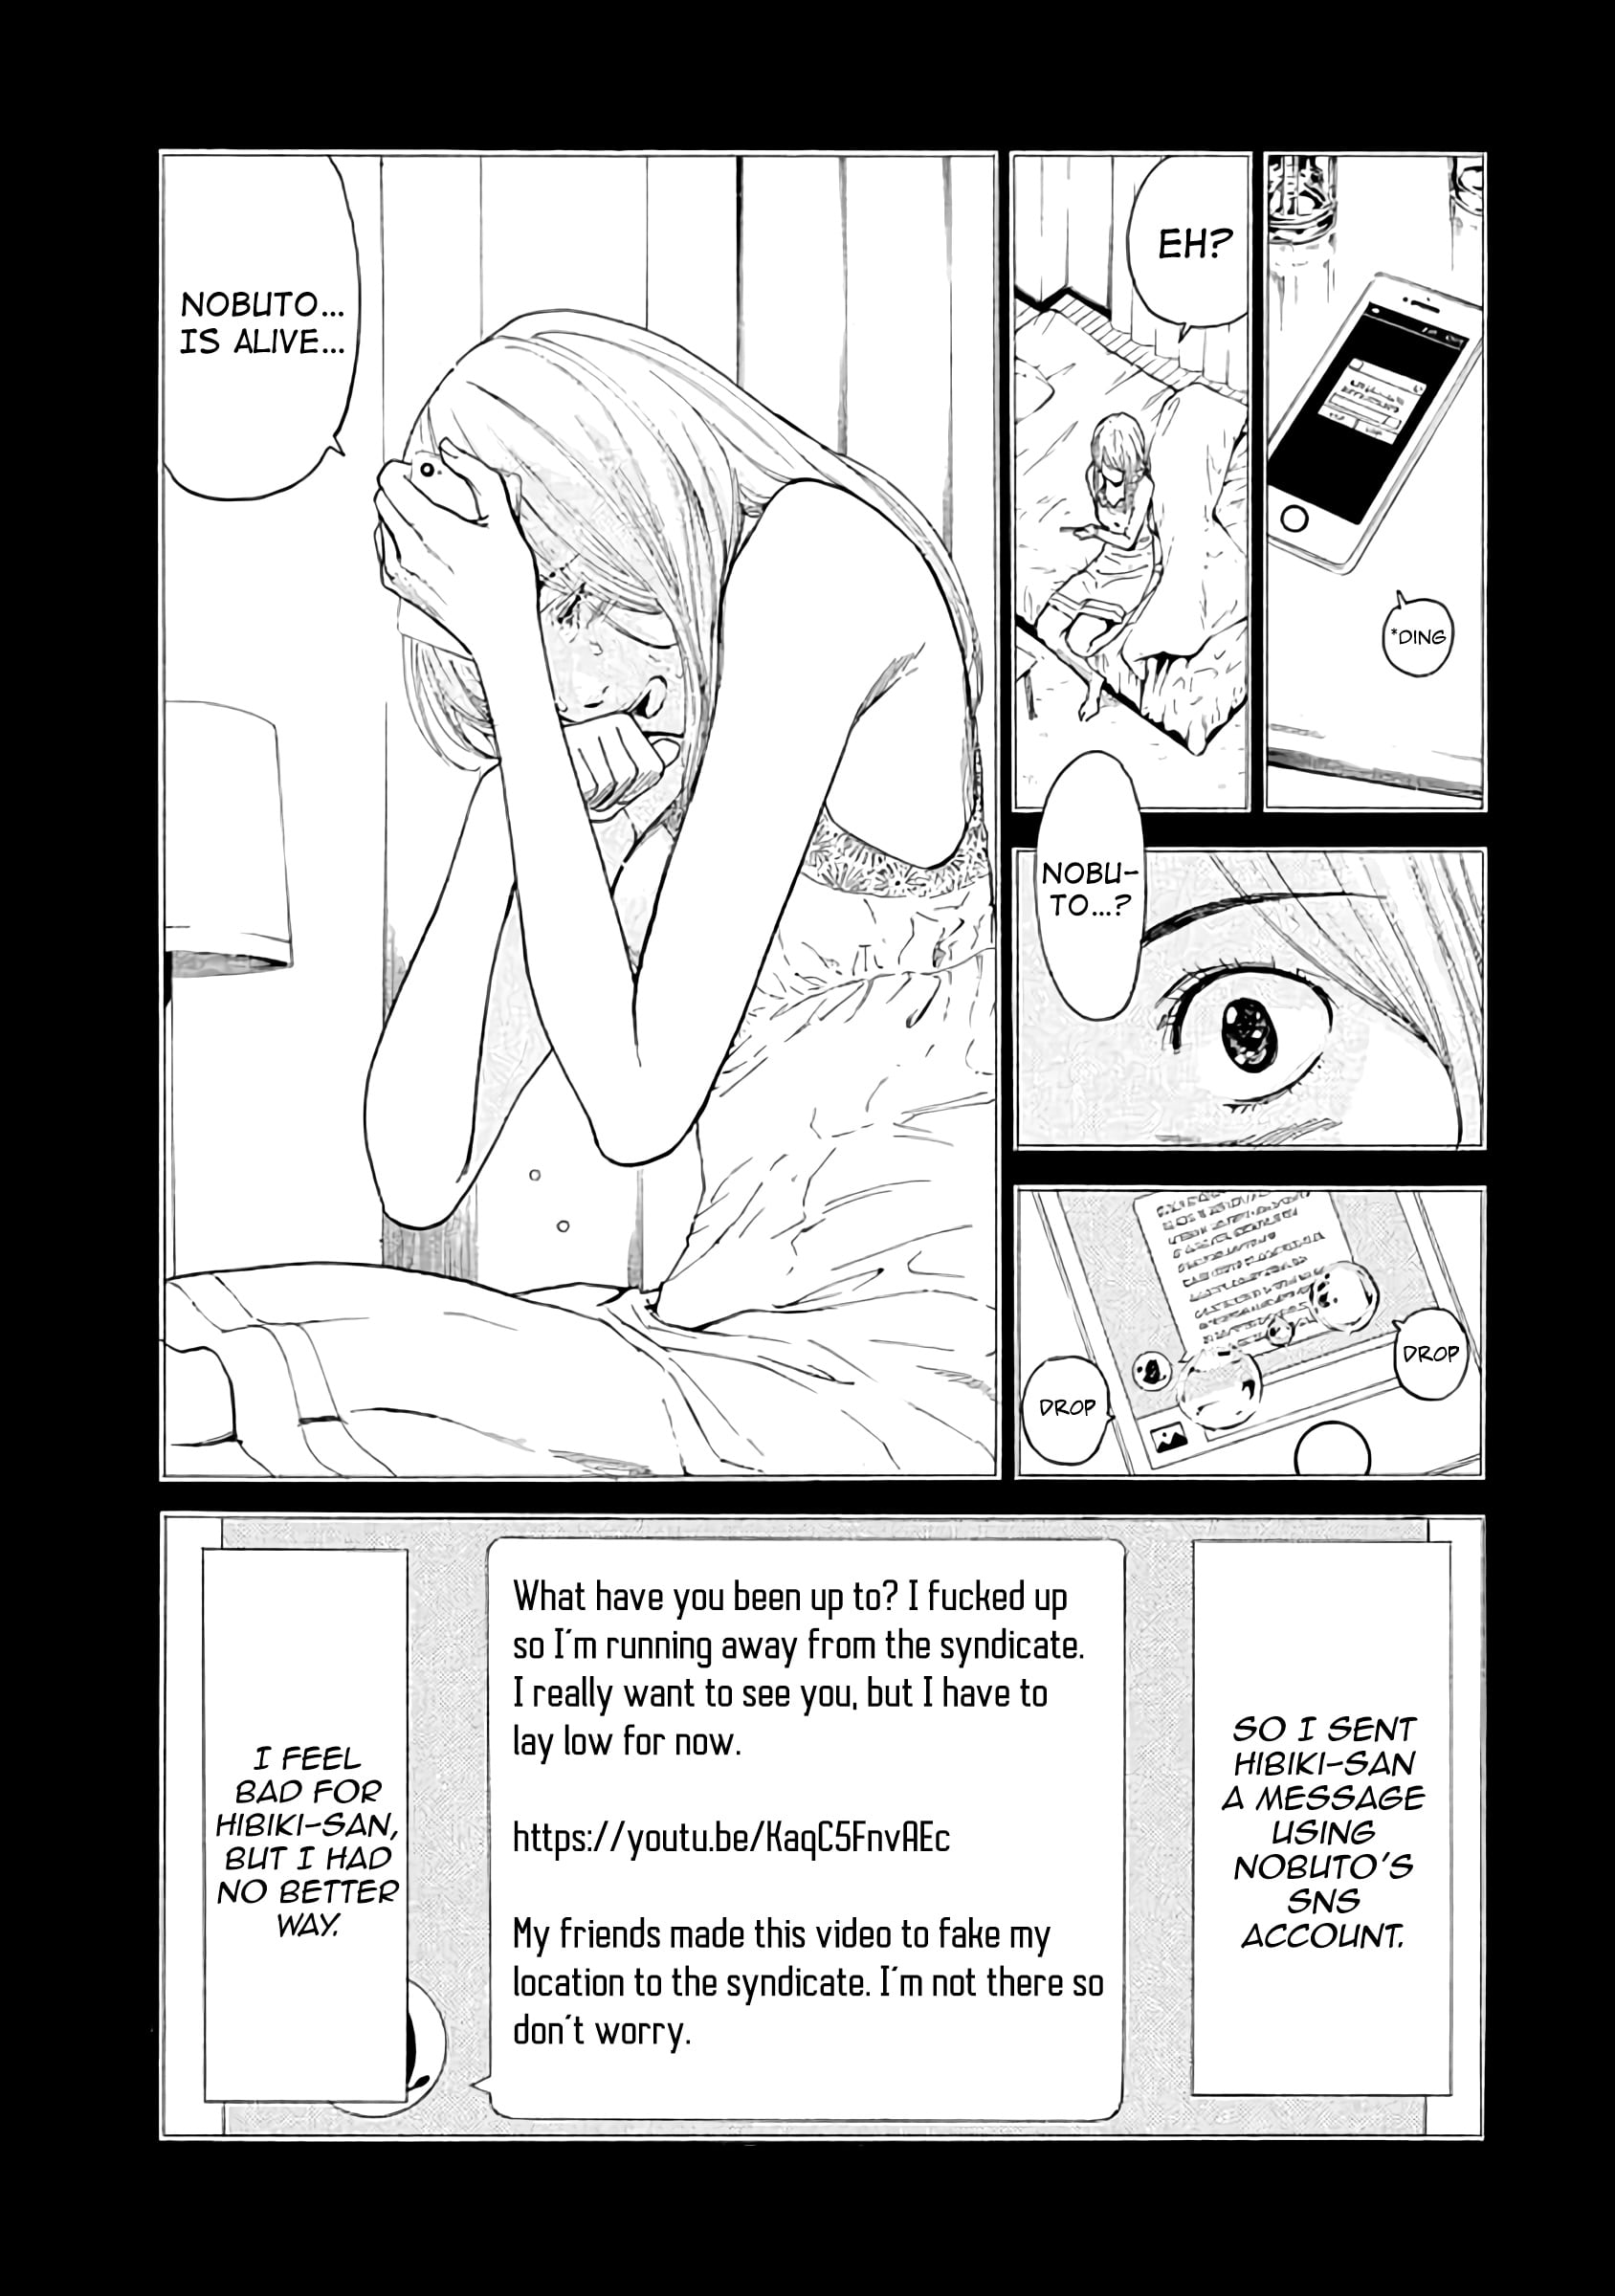 *DING
EH?
NOBU-
TO...?
DROP
DROP
NOBUTO...
IS ALIVE...
SO I SENT
HIBIKI-SAN
A MESSAGE
USING
NOBUTO'S
SNS
ACCOUNT.
What have you been up to? I fucked up
so I'm running away from the syndicate.
I really want to see you, but I have to
lay low for now.
https://youtu.be/KaqC5FnvAEc
My friends made this video to fake my
location to the syndicate. I'm not there so
don't worry.
I FEEL
BAD FOR
HIBIKI-SAN,
BUT I HAD
NO BETTER
WAY.